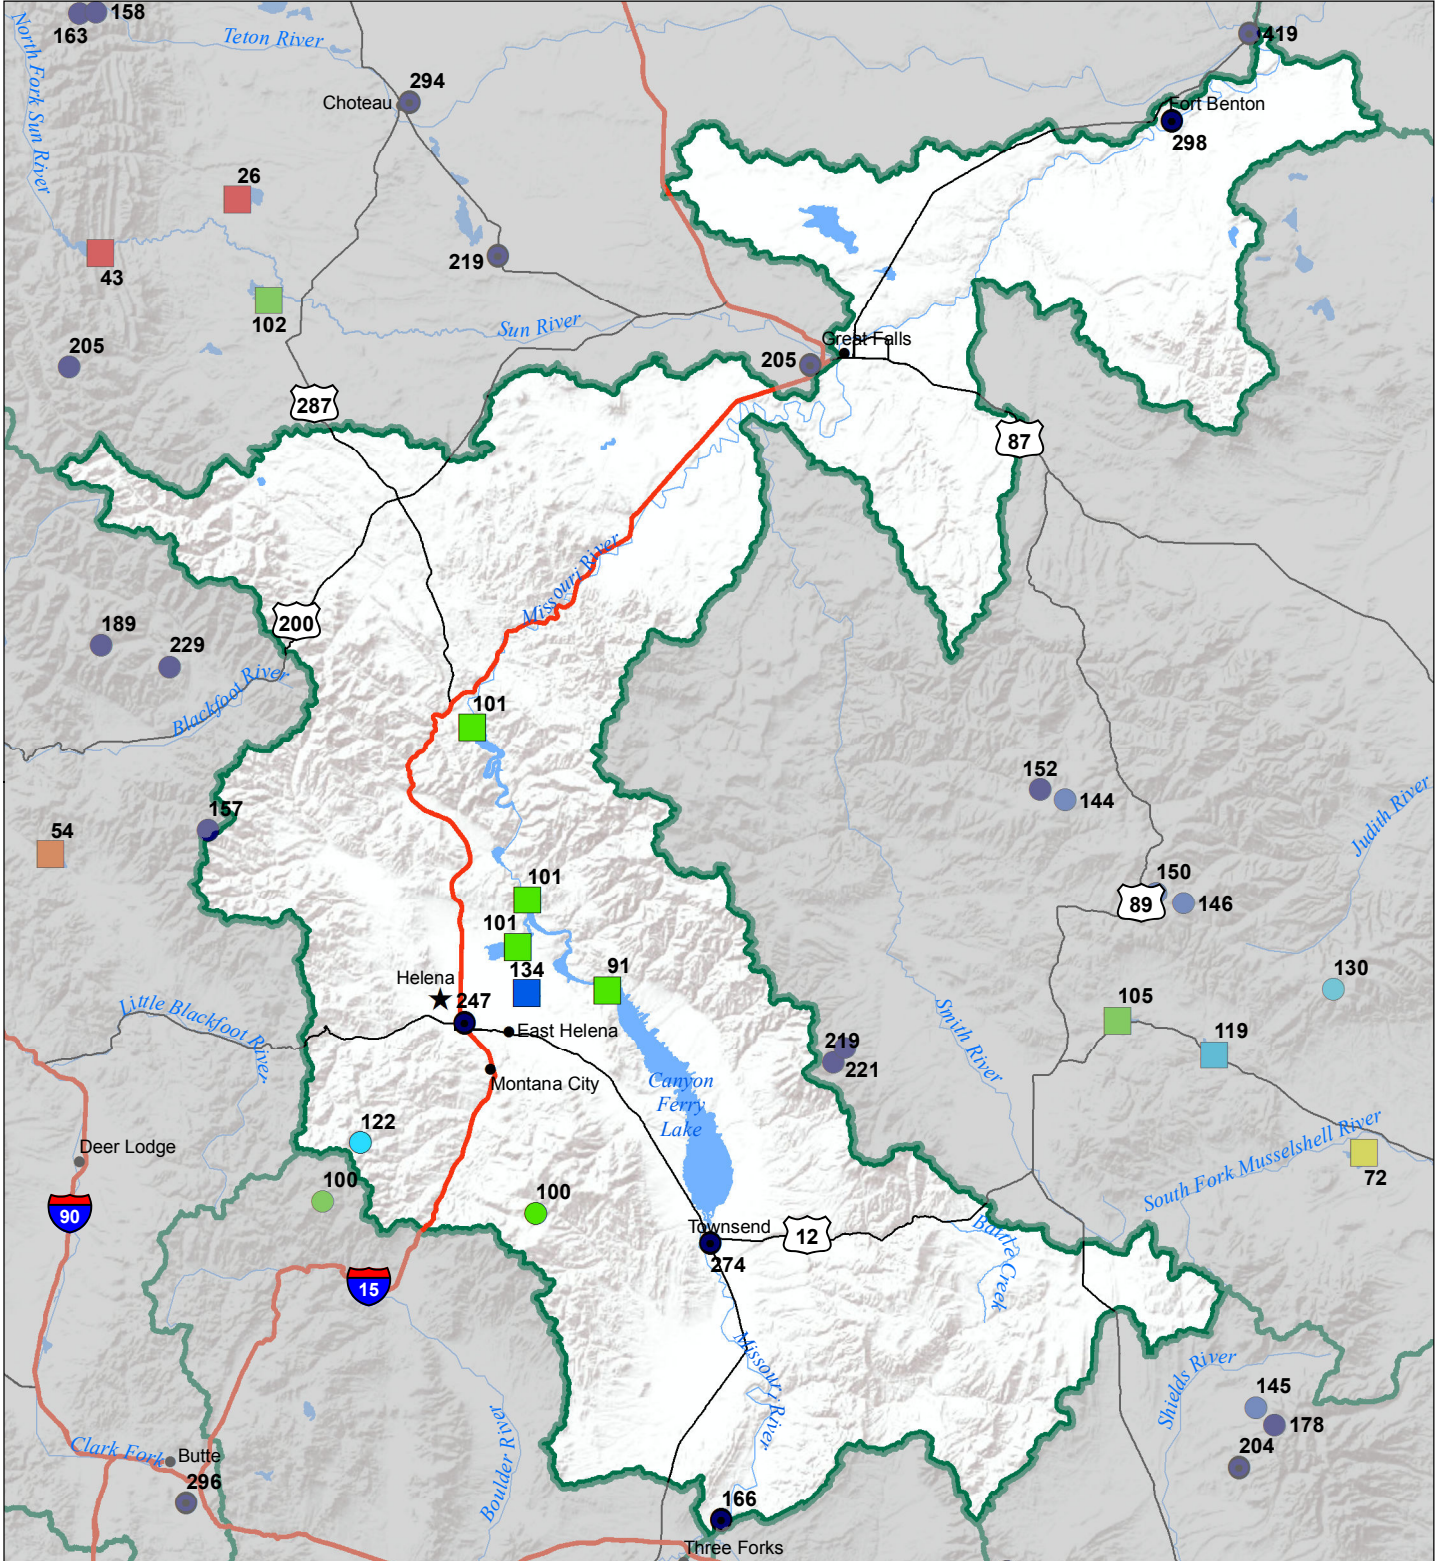 158
163
Teton River
North Fork Sun River
294
Choteau
419
Fort Benton
298
26
43
219
102
Sun River
205
Great Falls
205
287
87
Missouri River
200
189
229
Blackfoot River
101
152
144
Judith River
157
54
101
150
89
146
101
134
91
130
Helena
247
Little Blackfoot River
East Helena
105
Smith River
119
219
221
Montana City
Canyon
Ferry
Lake
122
Deer Lodge
South Fork Musselshell River
72
100
100
90
Townsend
12
274
Battle Creek
15
Missouri River
Shields River
145
178
204
Boulder River
Clark Fork
Butte
296
166
Three Forks